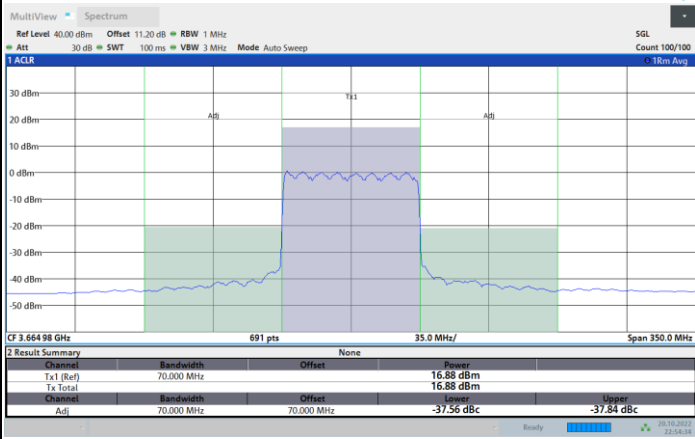 MultiView Spectrum
Ref Level 40.00 dBm Offset 11.20 dB RBW 1 MHz SGL
Att 30 dB SWT 100 ms VBW 3 MHz Mode Auto Sweep Count 100/100
1 ACLR 1Rm Avg
30 dBm
Tx1
20 dBm
Adj Adj
10 dBm
0 dBm
-10 dBm
-20 dBm
-30 dBm
-40 dBm
-50 dBm
CF 3.664 98 GHz 691 pts 35.0 MHz/ Span 350.0 MHz
2 Result Summary None
Channel Bandwidth Offset Power
Tx1 (Ref) 70.000 MHz 16.88 dBm
Tx Total 16.88 dBm
Channel Bandwidth Offset Lower Upper
Adj 70.000 MHz 70.000 MHz -37.56 dBc -37.84 dBc
Ready 20.10.2022
22:54:34